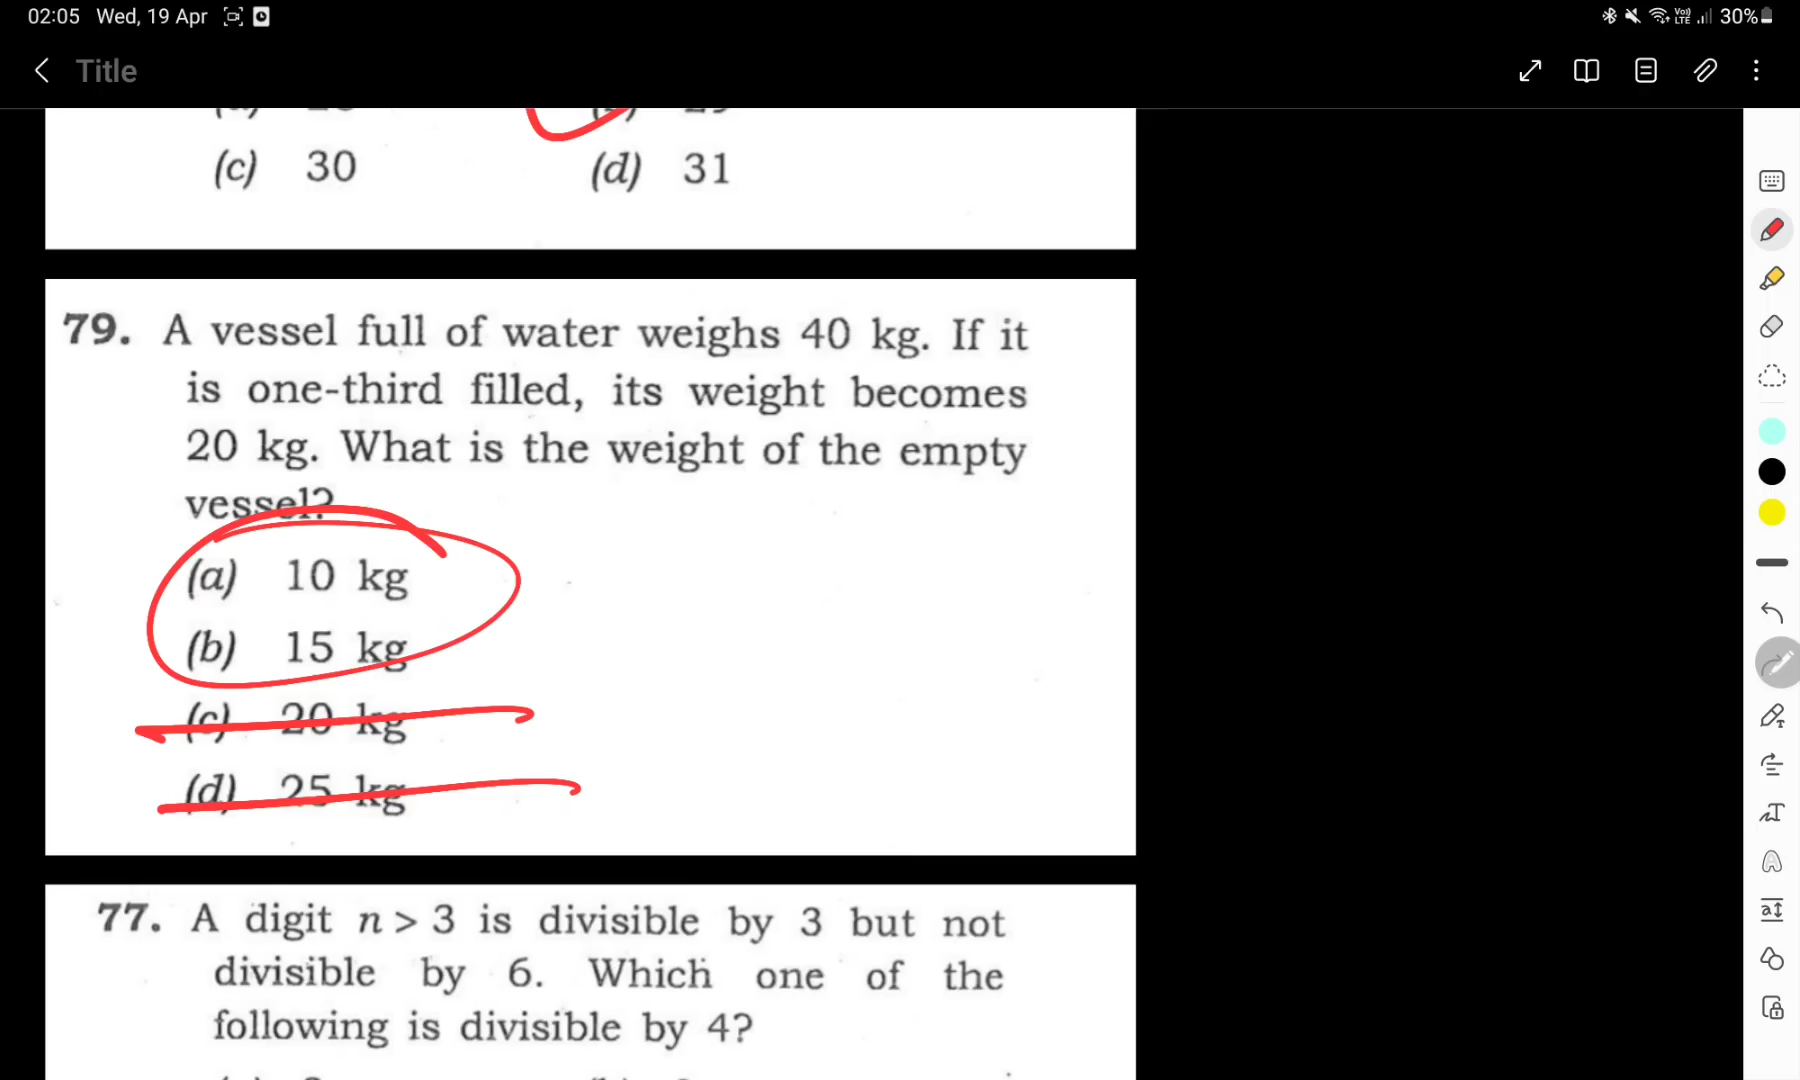 02:05 Wed, 19 Apr
Vo)) LTE 30%
Title
(c) 30 (d) 31
79. A vessel full of water weighs 40 kg. If it
is one-third filled, its weight becomes
20 kg. What is the weight of the empty
vessel?
(a) 10 kg
(b) 15 kg
(c) 20 kg
(d) 25 kg
77. A digit n > 3 is divisible by 3 but not
divisible by 6. Which one of the
following is divisible by 4?